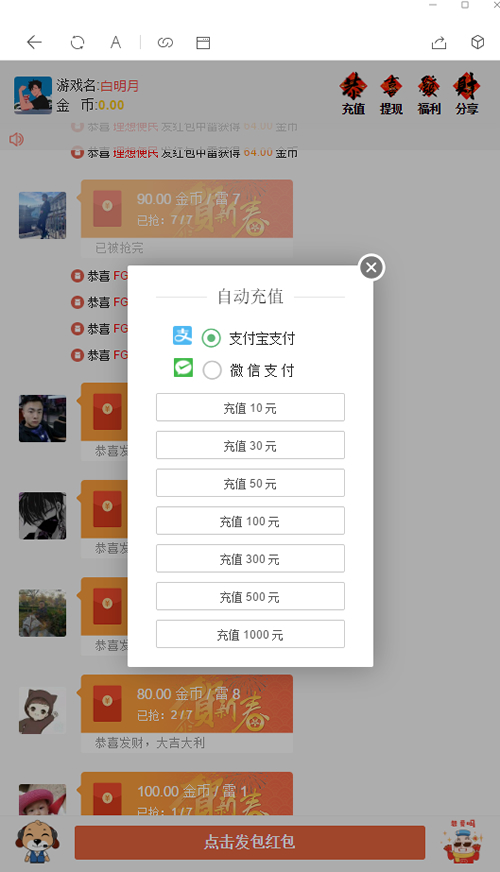 A
游戏名:白明月
金 币:0.00
恭
喜
發
财
充值
提现
福利
分享
恭喜 理想便民 发红包中雷获得 64.00 金币
恭喜 理想便民 发红包中雷获得 64.00 金币
90.00 金币 / 雷 7
已抢：7 / 7
賀新春
已被抢完
恭喜 FG
恭喜 FG
恭喜 FG
恭喜 FG
自动充值
支付宝支付
微 信 支 付
充值 10 元
充值 30 元
充值 50 元
充值 100 元
充值 300 元
充值 500 元
充值 1000 元
恭喜发
恭喜发
恭喜发
80.00 金币 / 雷 8
已抢：2 / 7
賀新春
恭喜发财，大吉大利
100.00 金币 / 雷 1
已抢：1 / 7
点击发包红包